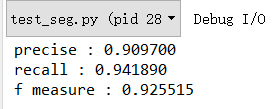 test_seg.py (pid 28 Debug I/O
precise : 0.909700
recall : 0.941890
f measure : 0.925515